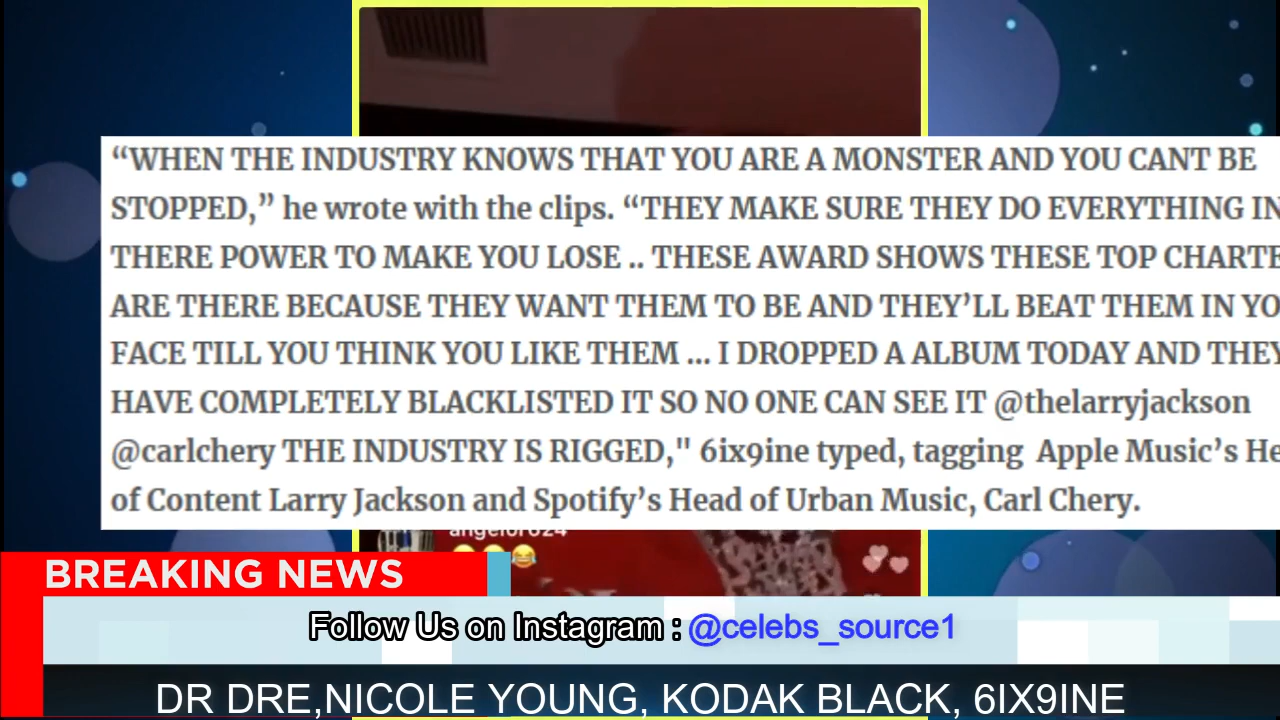 “WHEN THE INDUSTRY KNOWS THAT YOU ARE A MONSTER AND YOU CANT BE
STOPPED,” he wrote with the clips. “THEY MAKE SURE THEY DO EVERYTHING IN
THERE POWER TO MAKE YOU LOSE .. THESE AWARD SHOWS THESE TOP CHARTE
ARE THERE BECAUSE THEY WANT THEM TO BE AND THEY’LL BEAT THEM IN YO
FACE TILL YOU THINK YOU LIKE THEM ... I DROPPED A ALBUM TODAY AND THEY
HAVE COMPLETELY BLACKLISTED IT SO NO ONE CAN SEE IT @thelarryjackson
@carlchery THE INDUSTRY IS RIGGED," 6ix9ine typed, tagging Apple Music’s He
of Content Larry Jackson and Spotify’s Head of Urban Music, Carl Chery.
BREAKING NEWS
Follow Us on Instagram : @celebs_source1
DR DRE,NICOLE YOUNG, KODAK BLACK, 6IX9INE